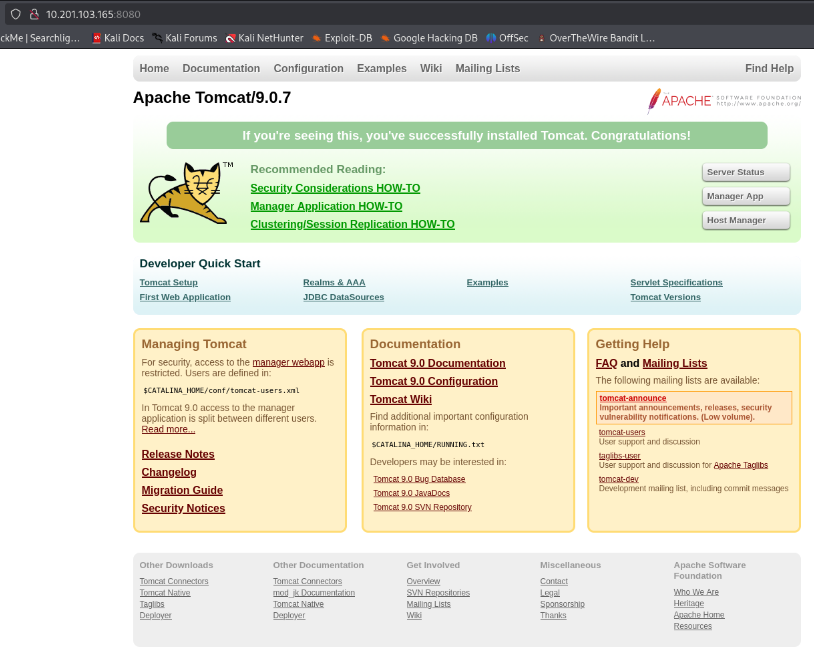 10.201.103.165:8080
ckMe | Searchlig… Kali Docs Kali Forums Kali NetHunter Exploit-DB Google Hacking DB OffSec OverTheWire Bandit L…
Home Documentation Configuration Examples Wiki Mailing Lists Find Help
Apache Tomcat/9.0.7
APACHE SOFTWARE FOUNDATION
http://www.apache.org/
If you're seeing this, you've successfully installed Tomcat. Congratulations!
TM
Recommended Reading:
Security Considerations HOW-TO
Manager Application HOW-TO
Clustering/Session Replication HOW-TO
Server Status
Manager App
Host Manager
Developer Quick Start
Tomcat Setup
First Web Application
Realms & AAA
JDBC DataSources
Examples
Servlet Specifications
Tomcat Versions
Managing Tomcat
For security, access to the manager webapp is
restricted. Users are defined in:
$CATALINA_HOME/conf/tomcat-users.xml
In Tomcat 9.0 access to the manager
application is split between different users.
Read more...
Release Notes
Changelog
Migration Guide
Security Notices
Documentation
Tomcat 9.0 Documentation
Tomcat 9.0 Configuration
Tomcat Wiki
Find additional important configuration
information in:
$CATALINA_HOME/RUNNING.txt
Developers may be interested in:
Tomcat 9.0 Bug Database
Tomcat 9.0 JavaDocs
Tomcat 9.0 SVN Repository
Getting Help
FAQ and Mailing Lists
The following mailing lists are available:
tomcat-announce
Important announcements, releases, security
vulnerability notifications. (Low volume).
tomcat-users
User support and discussion
taglibs-user
User support and discussion for Apache Taglibs
tomcat-dev
Development mailing list, including commit messages
Other Downloads
Tomcat Connectors
Tomcat Native
Taglibs
Deployer
Other Documentation
Tomcat Connectors
mod_jk Documentation
Tomcat Native
Deployer
Get Involved
Overview
SVN Repositories
Mailing Lists
Wiki
Miscellaneous
Contact
Legal
Sponsorship
Thanks
Apache Software
Foundation
Who We Are
Heritage
Apache Home
Resources